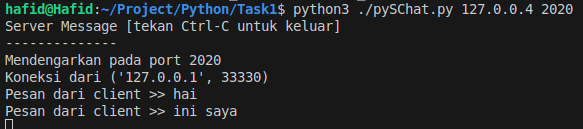 hafid@Hafid:~/Project/Python/Task1$ python3 ./pySChat.py 127.0.0.4 2020
Server Message [tekan Ctrl-C untuk keluar]
--------------
Mendengarkan pada port 2020
Koneksi dari ('127.0.0.1', 33330)
Pesan dari client >> hai
Pesan dari client >> ini saya